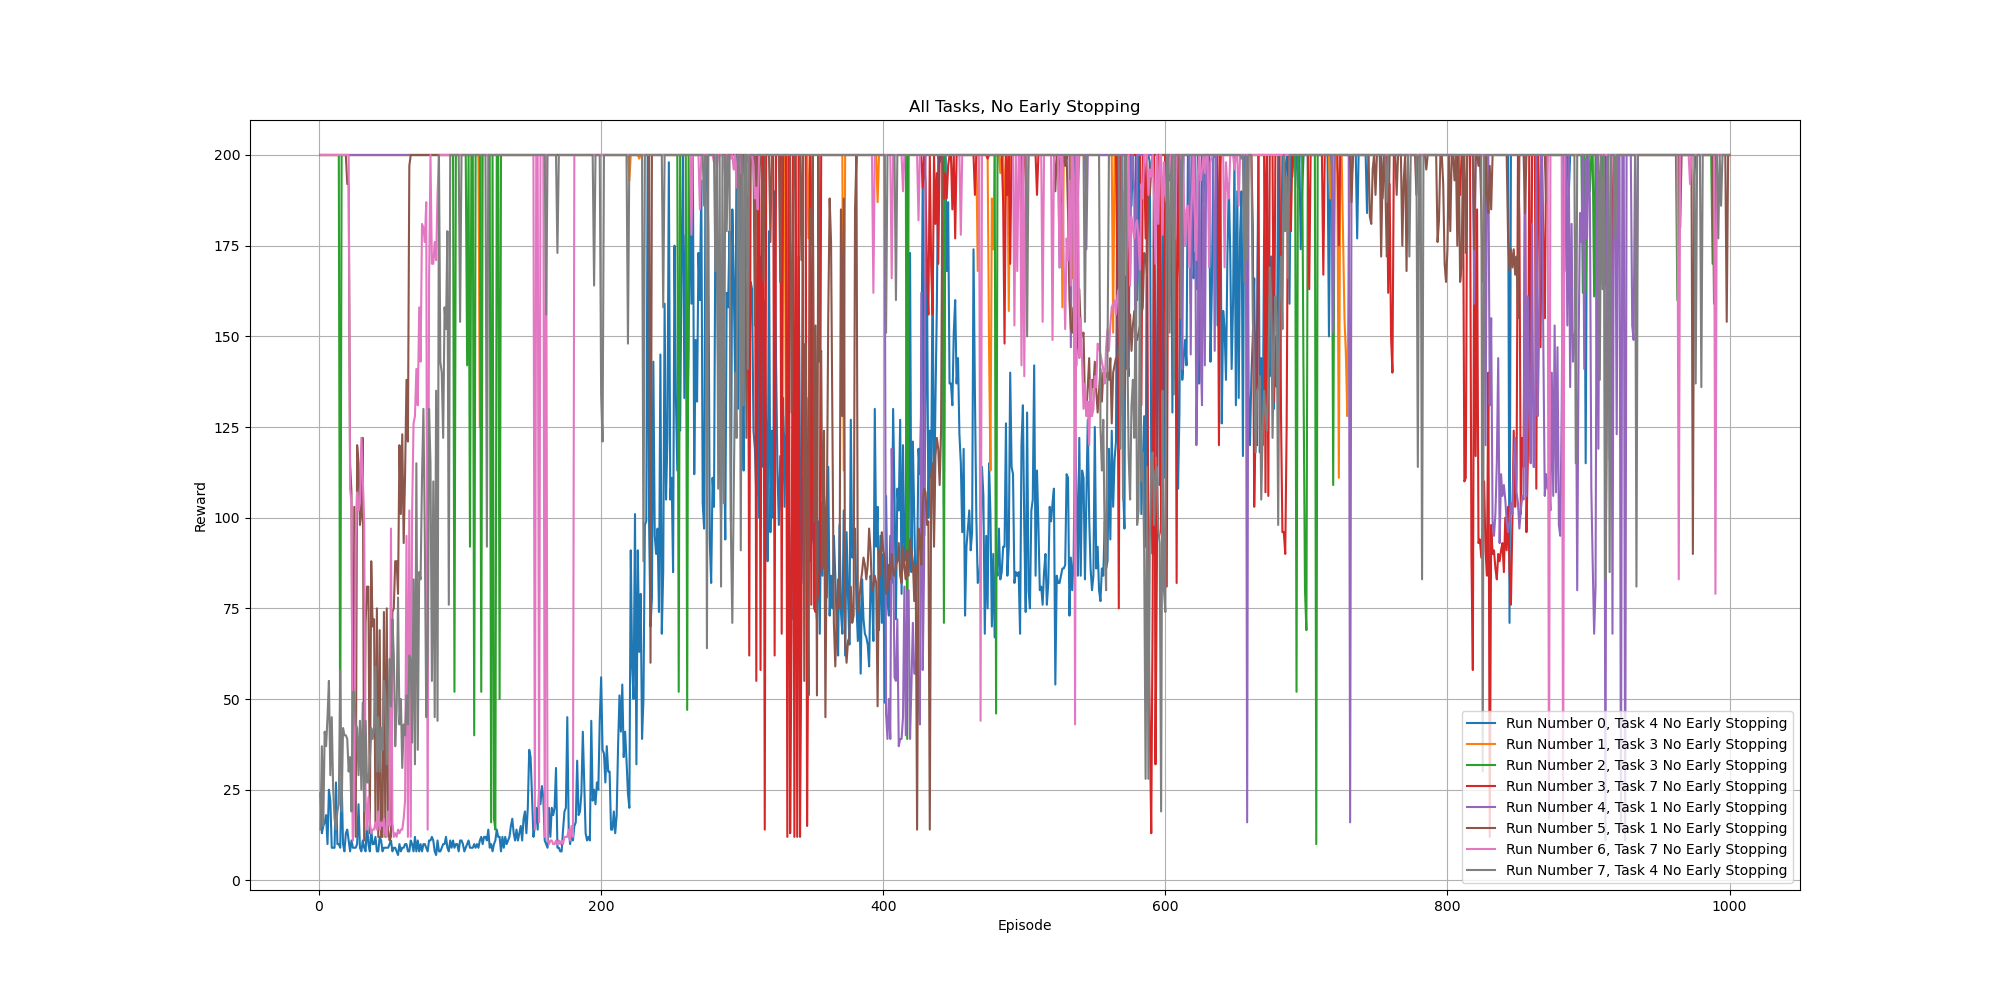 All Tasks, No Early Stopping
200
175
150
125
100
75
50
25
0
Reward
0
200
400
600
800
1000
Episode
Run Number 0, Task 4 No Early Stopping
Run Number 1, Task 3 No Early Stopping
Run Number 2, Task 3 No Early Stopping
Run Number 3, Task 7 No Early Stopping
Run Number 4, Task 1 No Early Stopping
Run Number 5, Task 1 No Early Stopping
Run Number 6, Task 7 No Early Stopping
Run Number 7, Task 4 No Early Stopping